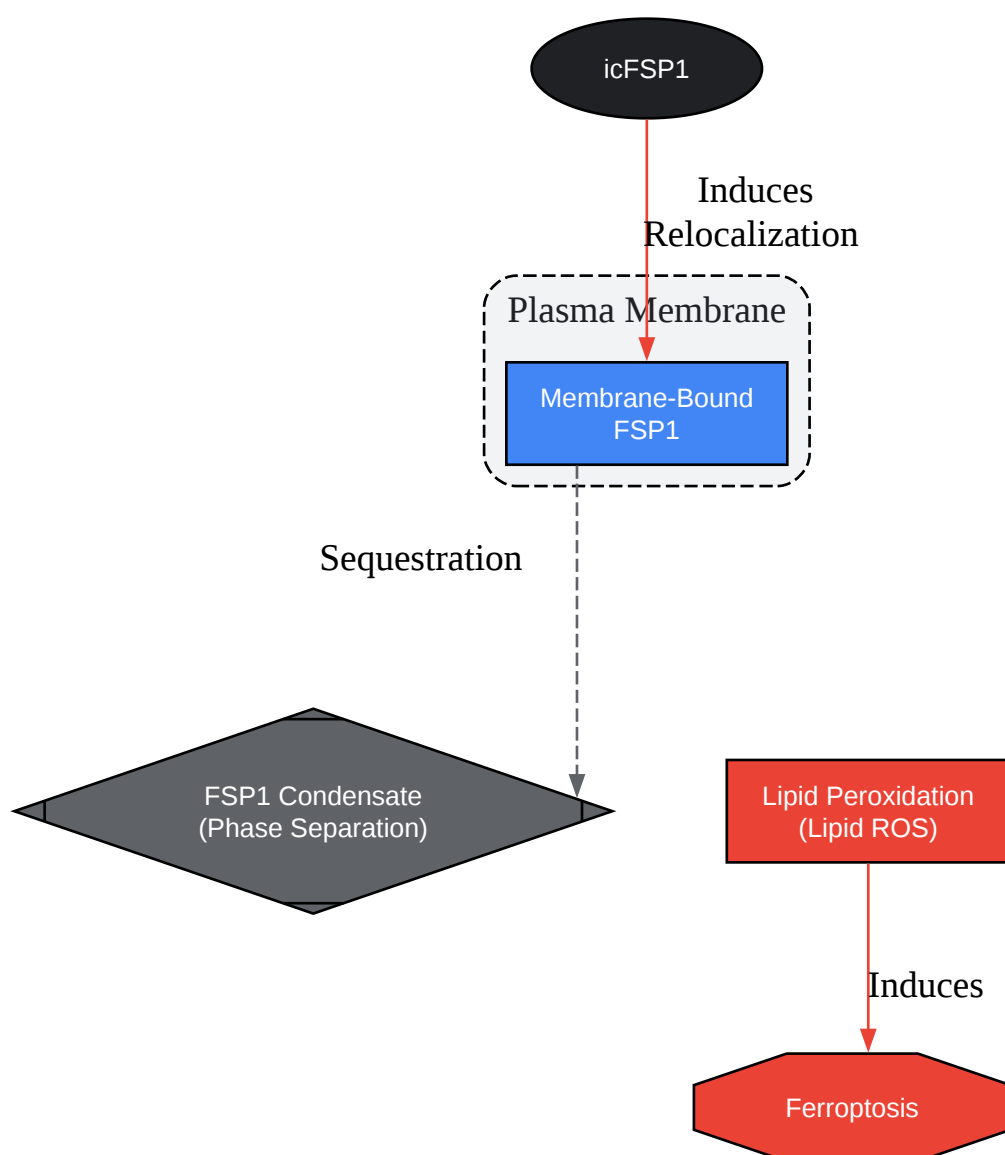 icFSP1
Induces
Relocalization
Plasma Membrane
Membrane-Bound
FSP1
Sequestration
FSP1 Condensate
(Phase Separation)
Lipid Peroxidation
(Lipid ROS)
Induces
Ferroptosis